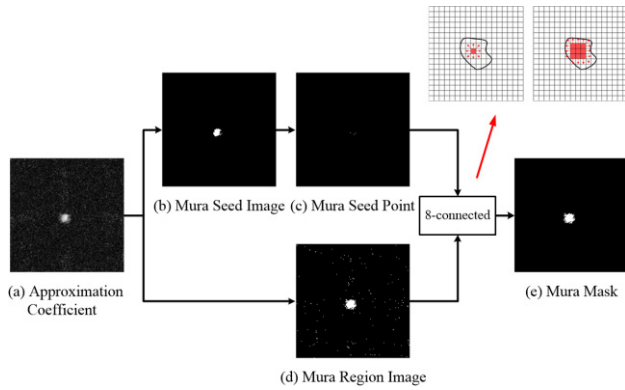 (b) Mura Seed Image
(c) Mura Seed Point
8-connected
(a) Approximation
Coefficient
(e) Mura Mask
(d) Mura Region Image